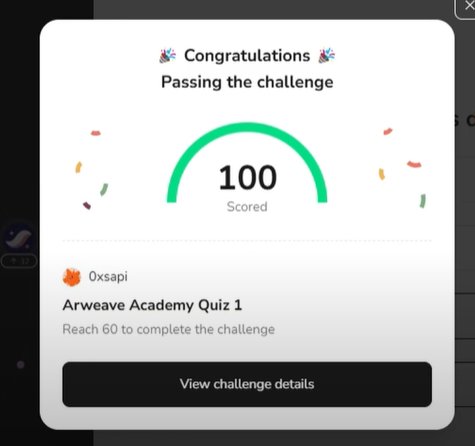 Congratulations
Passing the challenge
100
Scored
0xsapi
Arweave Academy Quiz 1
Reach 60 to complete the challenge
View challenge details